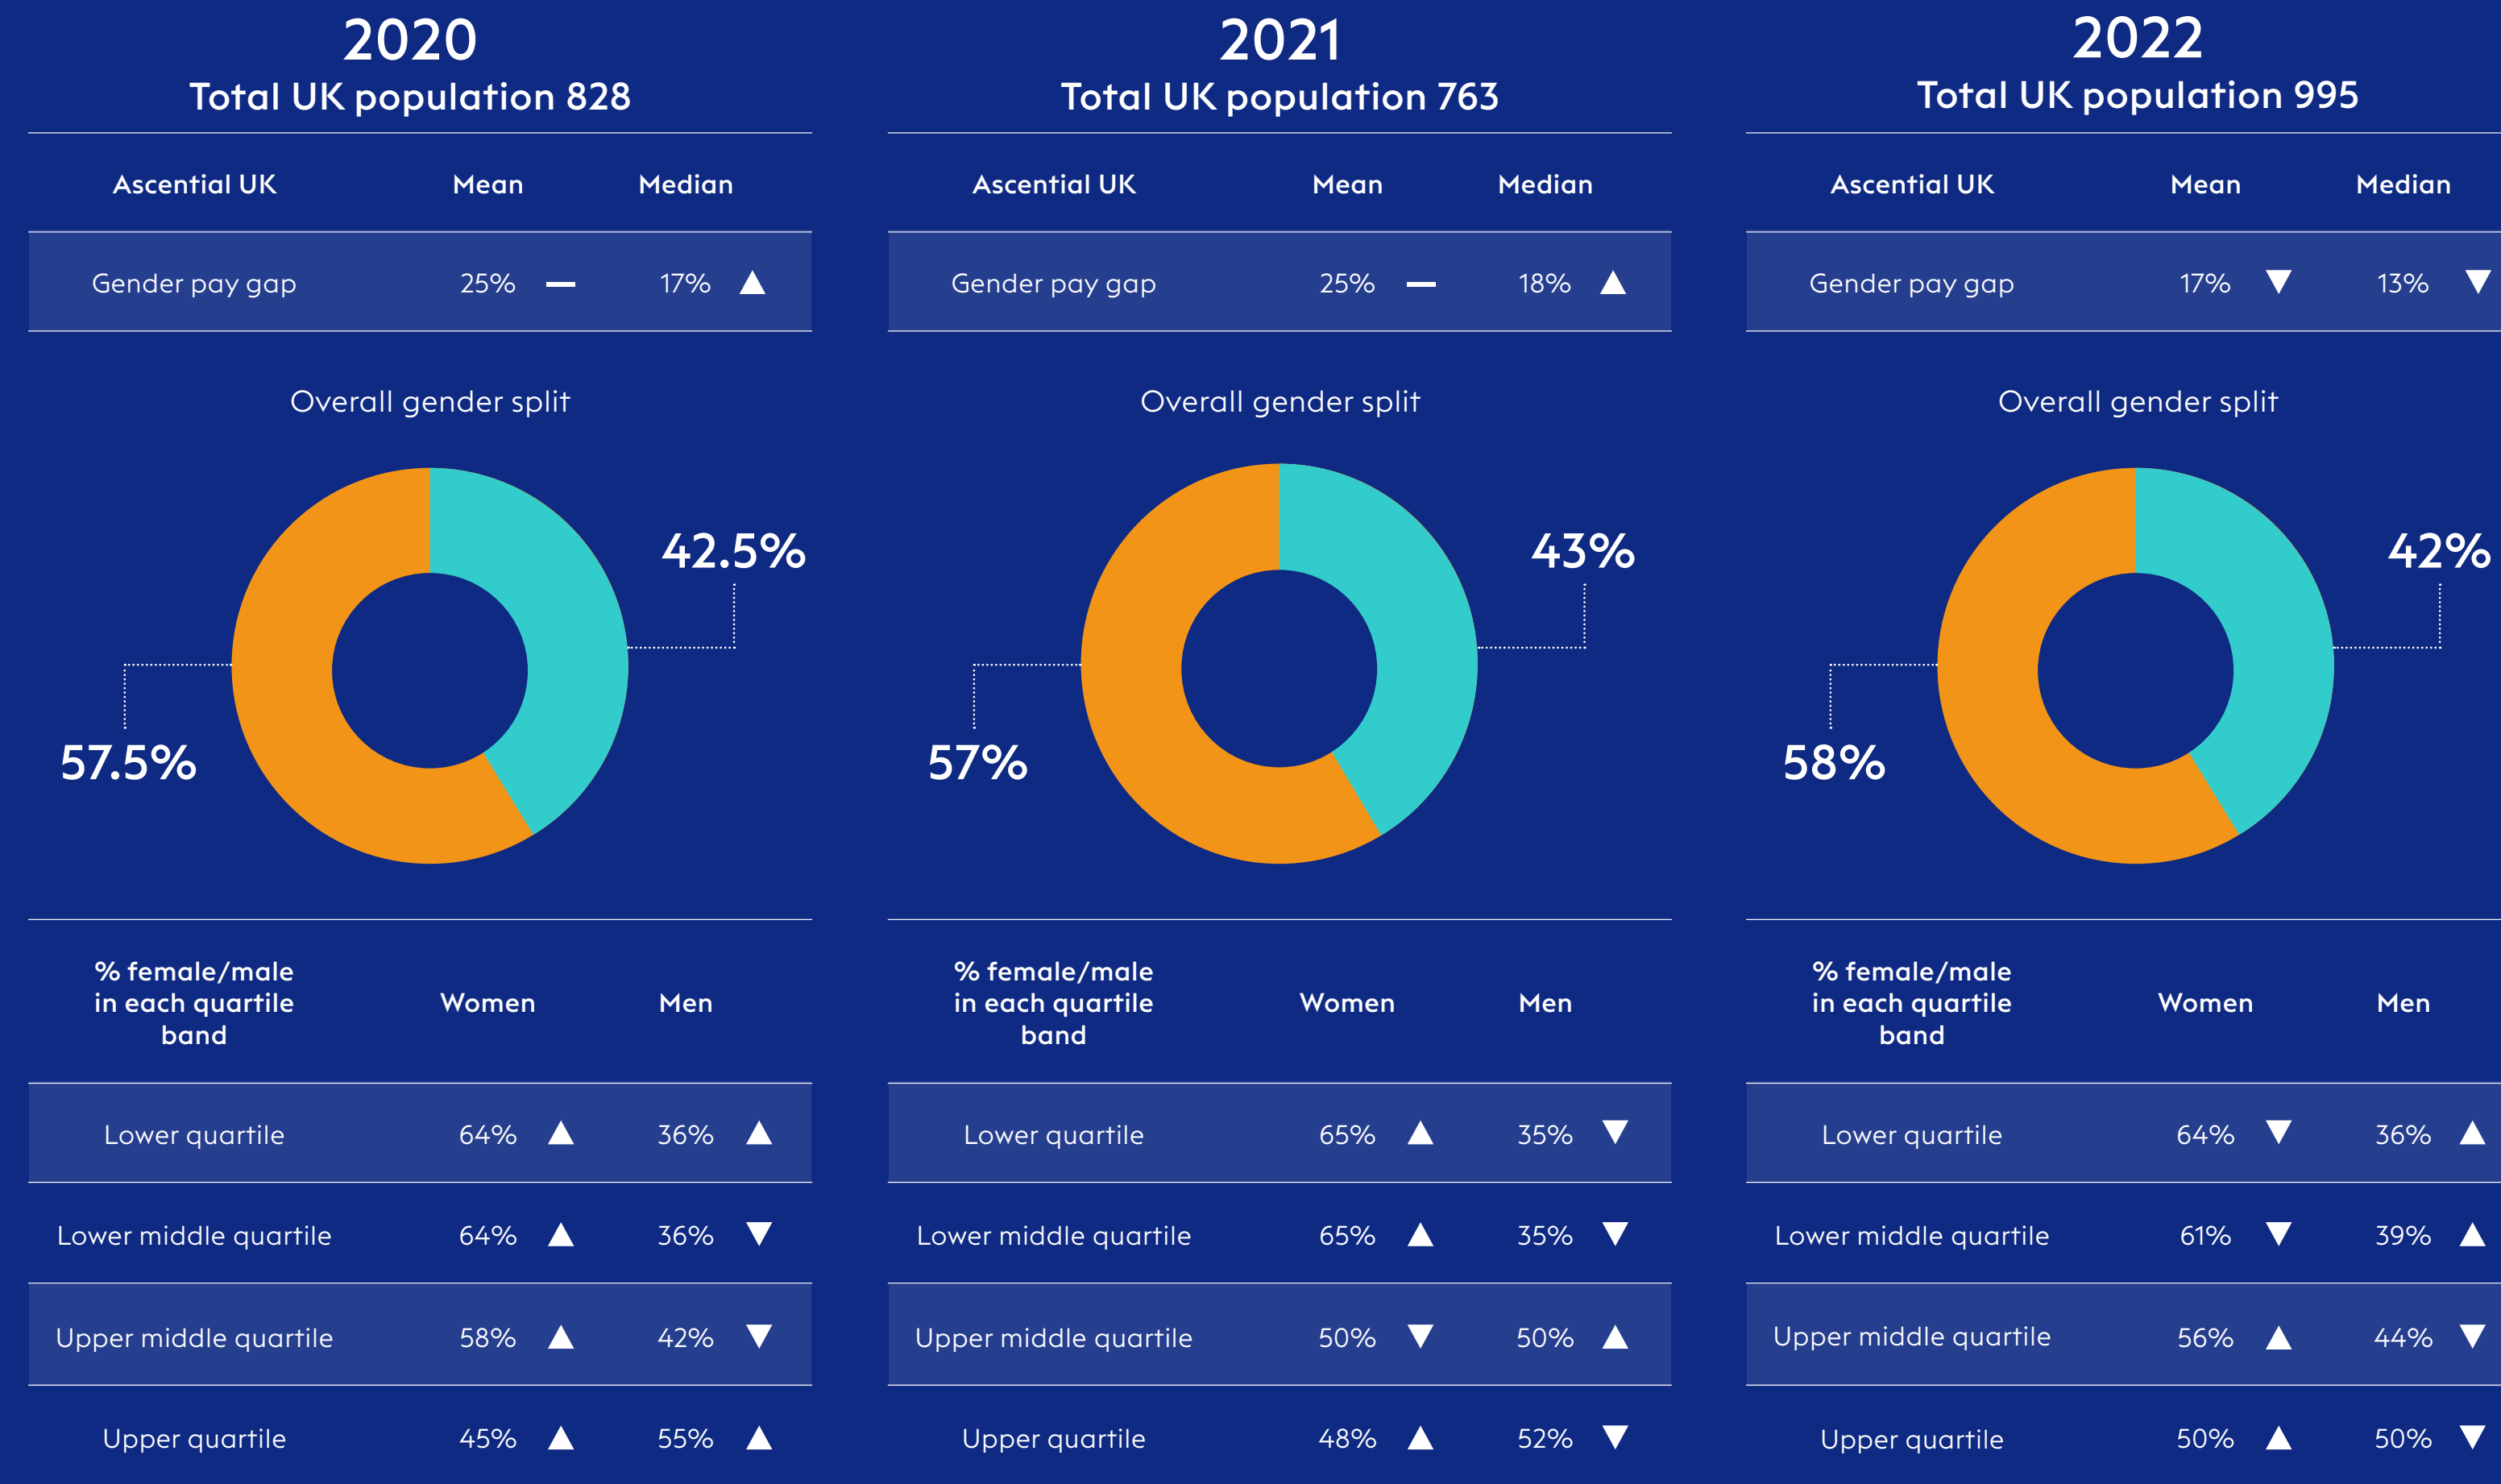 2020
Total UK population 828
Ascential UK Mean Median
Gender pay gap 25% 17%
Overall gender split
42.5%
57.5%
% female/male
in each quartile
band
Women Men
Lower quartile 64% 36%
Lower middle quartile 64% 36%
Upper middle quartile 58% 42%
Upper quartile 45% 55%
2021
Total UK population 763
Ascential UK Mean Median
Gender pay gap 25% 18%
Overall gender split
43%
57%
% female/male
in each quartile
band
Women Men
Lower quartile 65% 35%
Lower middle quartile 65% 35%
Upper middle quartile 50% 50%
Upper quartile 48% 52%
2022
Total UK population 995
Ascential UK Mean Median
Gender pay gap 17% 13%
Overall gender split
42%
58%
% female/male
in each quartile
band
Women Men
Lower quartile 64% 36%
Lower middle quartile 61% 39%
Upper middle quartile 56% 44%
Upper quartile 50% 50%